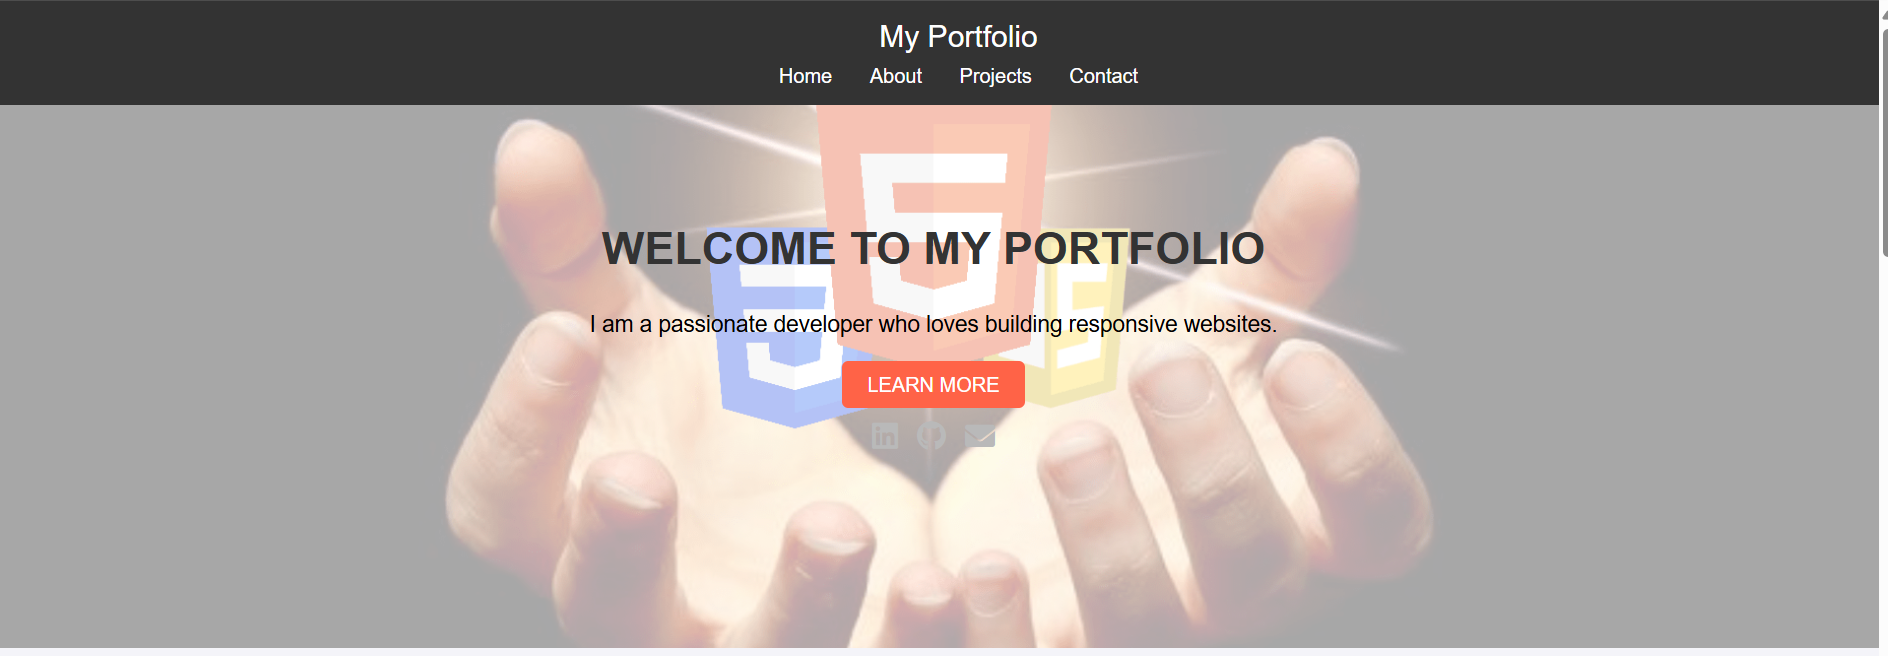 My Portfolio
Home About Projects Contact
WELCOME TO MY PORTFOLIO
I am a passionate developer who loves building responsive websites.
LEARN MORE
in